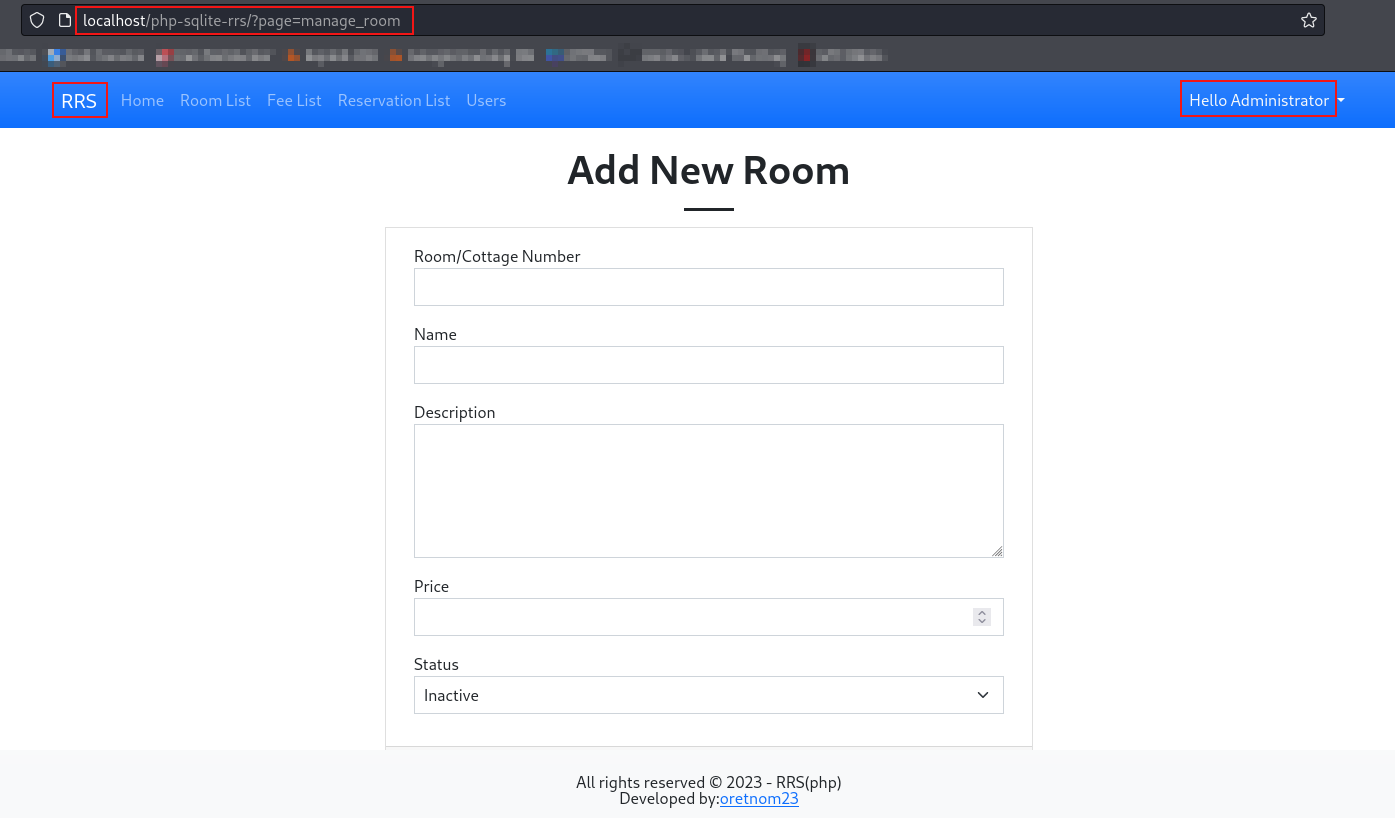 localhost/php-sqlite-rrs/?page=manage_room
RRS Home Room List Fee List Reservation List Users Hello Administrator
Add New Room
Room/Cottage Number
Name
Description
Price
Status
Inactive
All rights reserved © 2023 - RRS(php)
Developed by:oretnom23